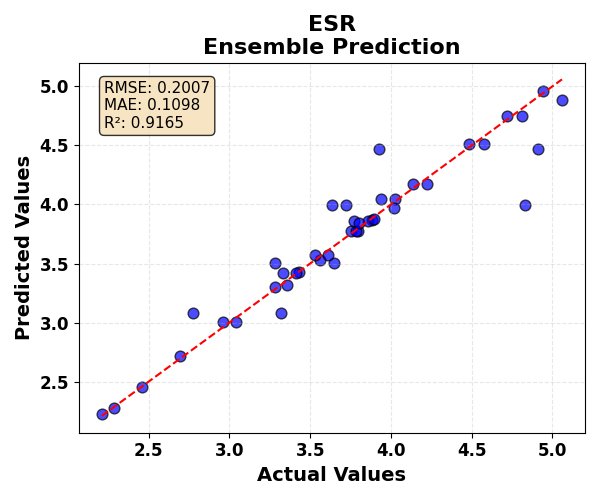 ESR
Ensemble Prediction
RMSE: 0.2007
MAE: 0.1098
R²: 0.9165
Predicted Values
5.0
4.5
4.0
3.5
3.0
2.5
2.5
3.0
3.5
4.0
4.5
5.0
Actual Values